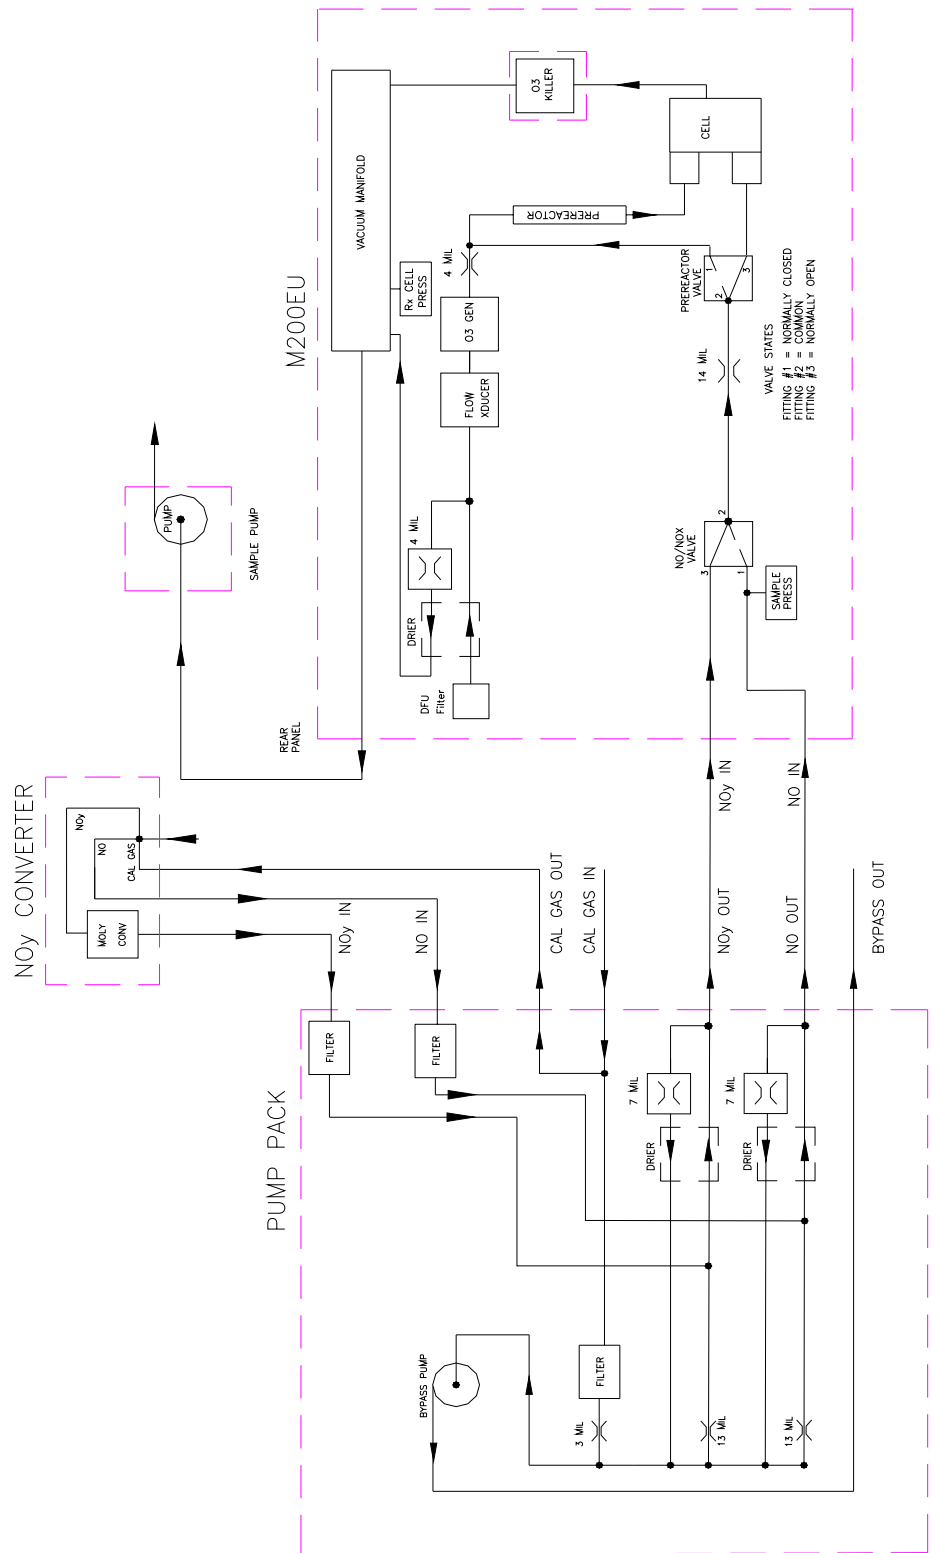 NOy CONVERTER
MOLY
CONV
NOy
NO
CAL GAS
NOy IN
NO IN
CAL GAS OUT
CAL GAS IN
NOy OUT
NO OUT
BYPASS OUT
NOy IN
NO IN
PUMP PACK
FILTER
FILTER
BYPASS PUMP
FILTER
3 MIL
13 MIL
13 MIL
DRIER
7 MIL
DRIER
7 MIL
PUMP
SAMPLE PUMP
REAR
PANEL
M200EU
VACUUM MANIFOLD
Rx CELL
PRESS
O3
KILLER
CELL
PREREACTOR
4 MIL
O3 GEN
FLOW
XDUCER
4 MIL
DRIER
DFU
Filter
NO/NOX
VALVE
3
2
1
SAMPLE
PRESS
14 MIL
PREREACTOR
VALVE
2
1
3
VALVE STATES
FITTING #1 = NORMALLY CLOSED
FITTING #2 = COMMON
FITTING #3 = NORMALLY OPEN